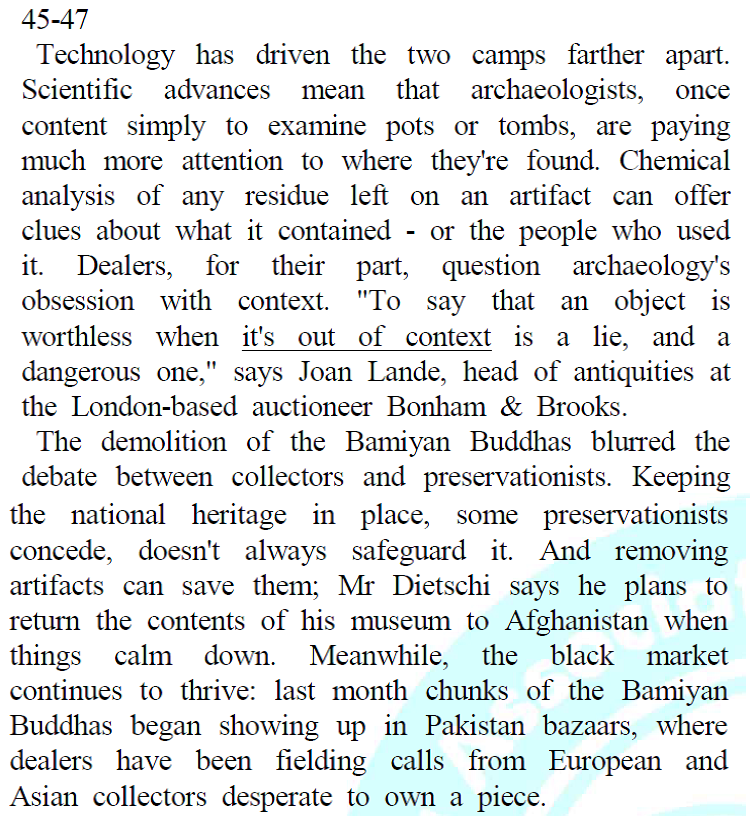 45-47
Technology has driven the two camps farther apart.
Scientific advances mean that archaeologists, once
content simply to examine pots or tombs, are paying
much more attention to where they're found. Chemical
analysis of any residue left on an artifact can offer
clues about what it contained - or the people who used
it. Dealers, for their part, question archaeology's
obsession with context. "To say that an object is
worthless when it's out of context is a lie, and a
dangerous one," says Joan Lande, head of antiquities at
the London-based auctioneer Bonham & Brooks.
The demolition of the Bamiyan Buddhas blurred the
debate between collectors and preservationists. Keeping
the national heritage in place, some preservationists
concede, doesn't always safeguard it. And removing
artifacts can save them; Mr Dietschi says he plans to
return the contents of his museum to Afghanistan when
things calm down. Meanwhile, the black market
continues to thrive: last month chunks of the Bamiyan
Buddhas began showing up in Pakistan bazaars, where
dealers have been fielding calls from European and
Asian collectors desperate to own a piece.